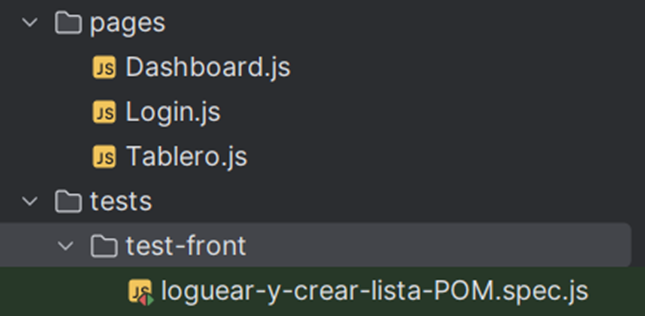 pages
JS Dashboard.js
JS Login.js
JS Tablero.js
tests
test-front
JS loguear-y-crear-lista-POM.spec.js